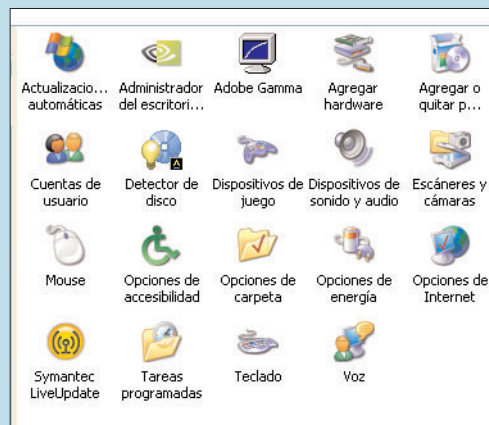 Actualizacio... Administrador Adobe Gamma Agregar Agregar o
automáticas del escritori... hardware quitar p...
Cuentas de Detector de Dispositivos de Dispositivos de Escáneres y
usuario disco juego sonido y audio cámaras
Mouse Opciones de Opciones de Opciones de Opciones de
accesibilidad carpeta energía Internet
Symantec Tareas Teclado Voz
LiveUpdate programadas